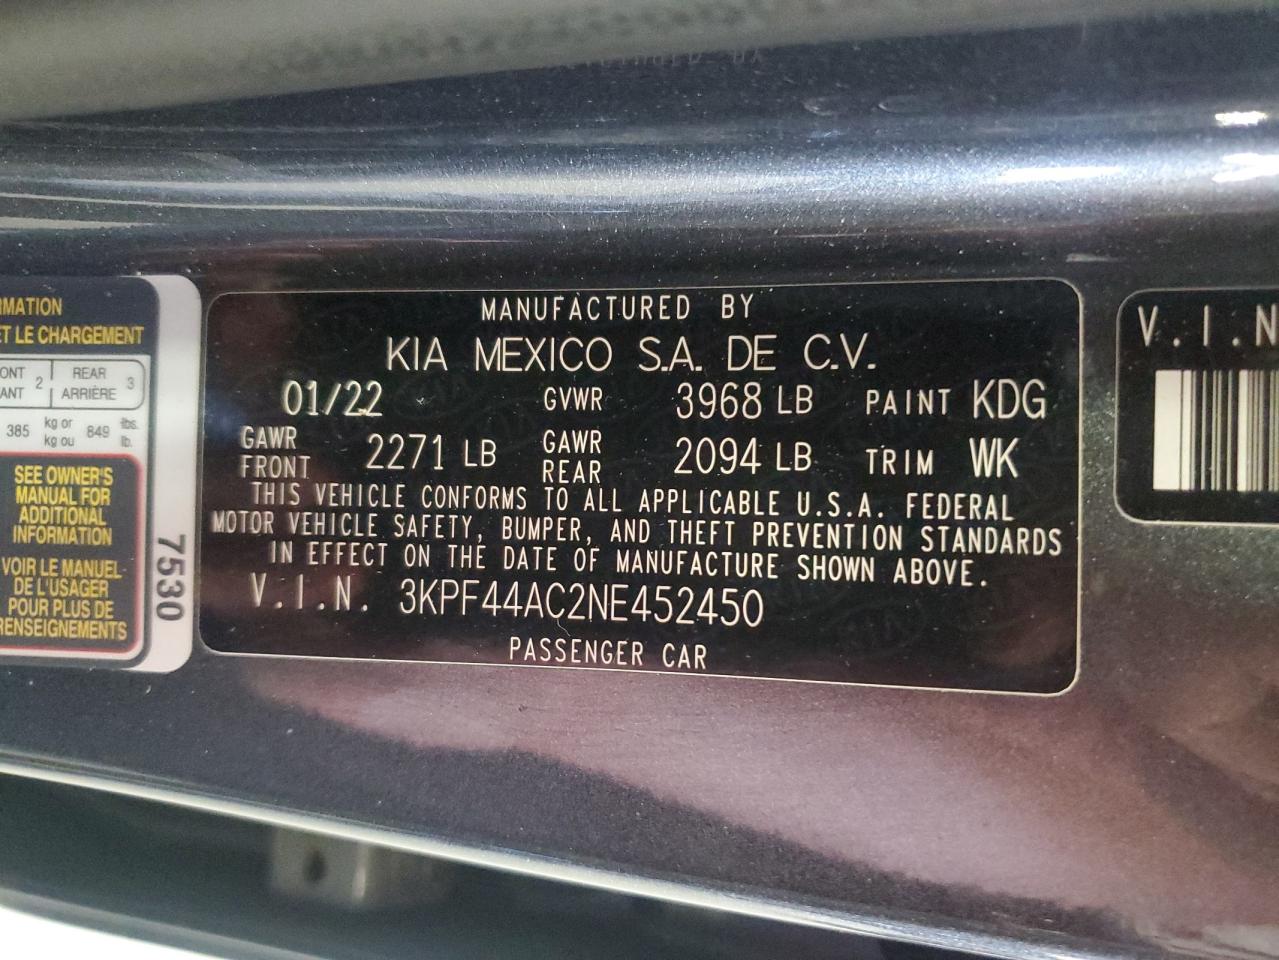 RMATION
ET LE CHARGEMENT
ONT 2 REAR 3
ANT ARRIÈRE
385 kg or 849 lbs.
kg ou lb.
SEE OWNER'S
MANUAL FOR
ADDITIONAL
INFORMATION
VOIR LE MANUEL
DE L'USAGER
POUR PLUS DE
RENSEIGNEMENTS
7530
MANUFACTURED BY
KIA MEXICO S.A. DE C.V.
01/22 GVWR 3968 LB PAINT KDG
GAWR FRONT 2271 LB GAWR REAR 2094 LB TRIM WK
THIS VEHICLE CONFORMS TO ALL APPLICABLE U.S.A. FEDERAL
MOTOR VEHICLE SAFETY, BUMPER, AND THEFT PREVENTION STANDARDS
IN EFFECT ON THE DATE OF MANUFACTURE SHOWN ABOVE.
V.I.N. 3KPF44AC2NE452450
PASSENGER CAR
V.I.N